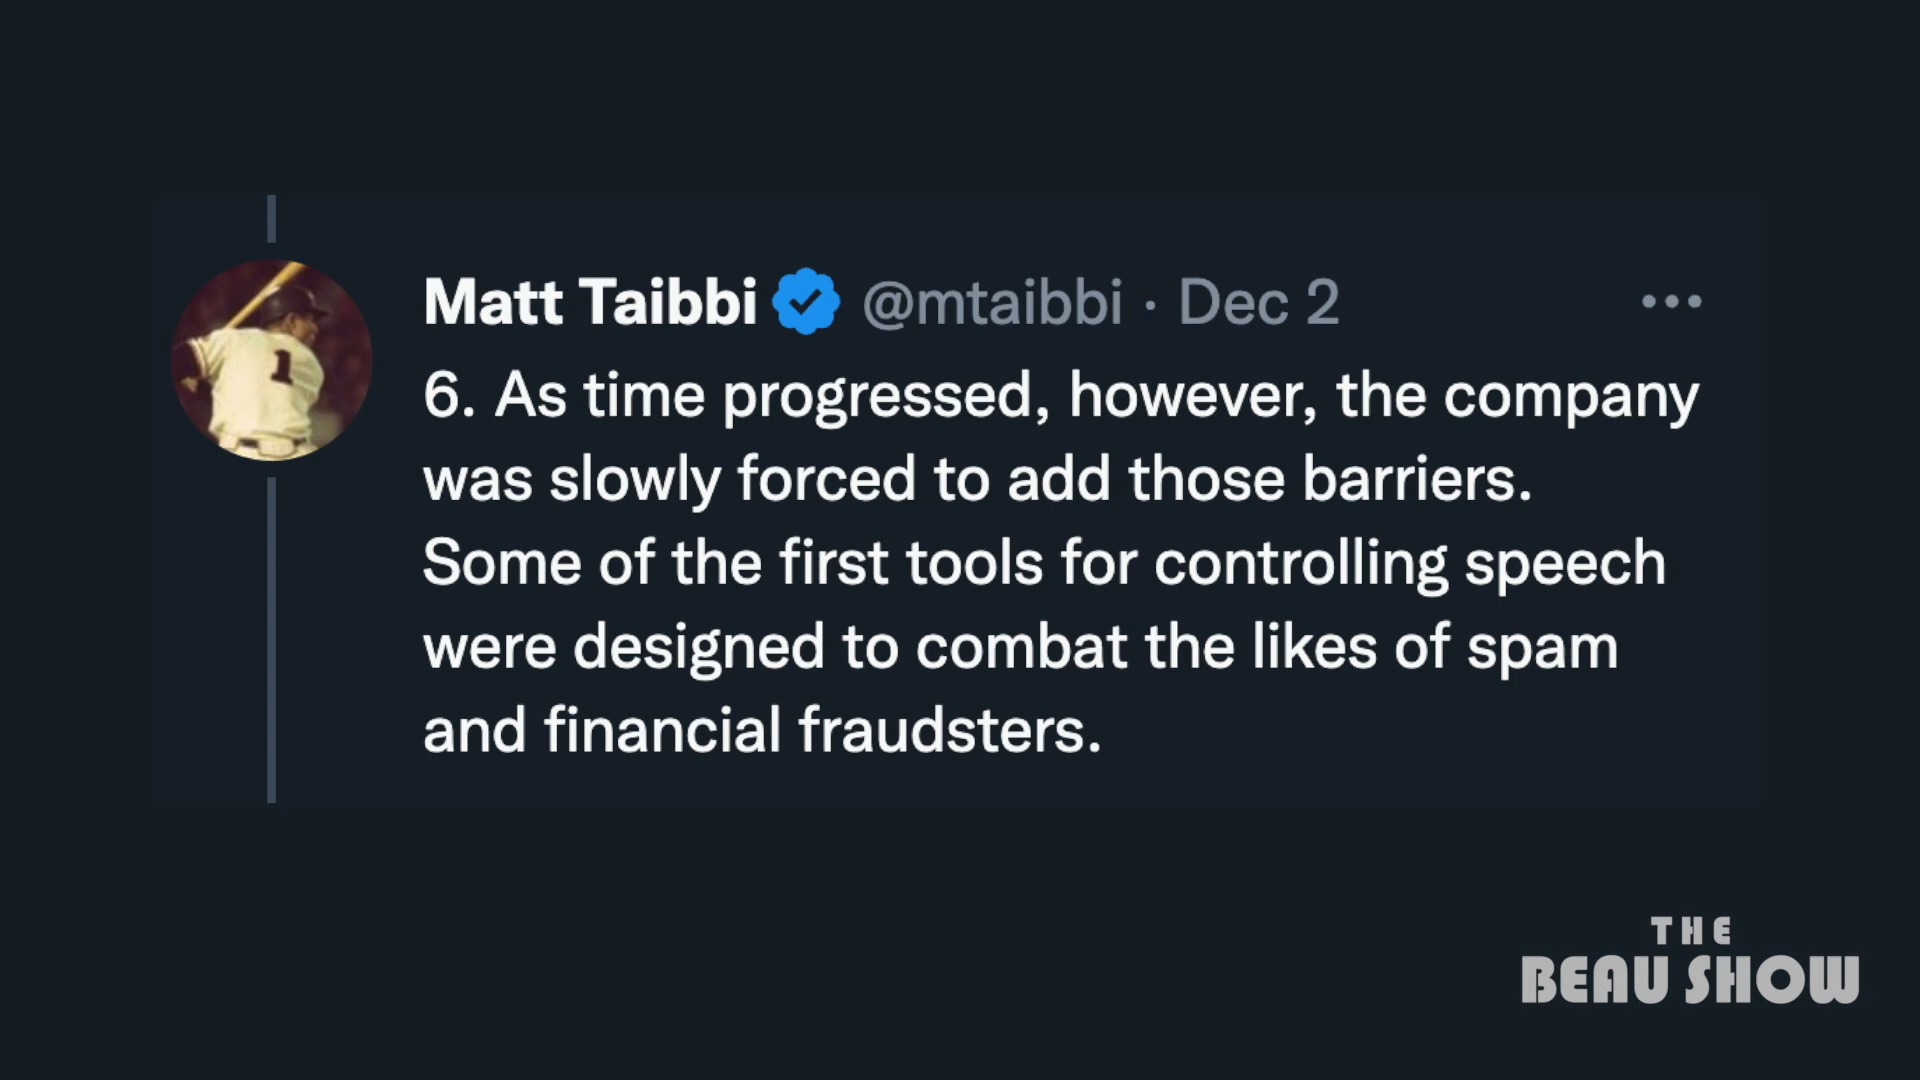 Matt Taibbi @mtaibbi · Dec 2
6. As time progressed, however, the company
was slowly forced to add those barriers.
Some of the first tools for controlling speech
were designed to combat the likes of spam
and financial fraudsters.
1
THE
BEAU SHOW